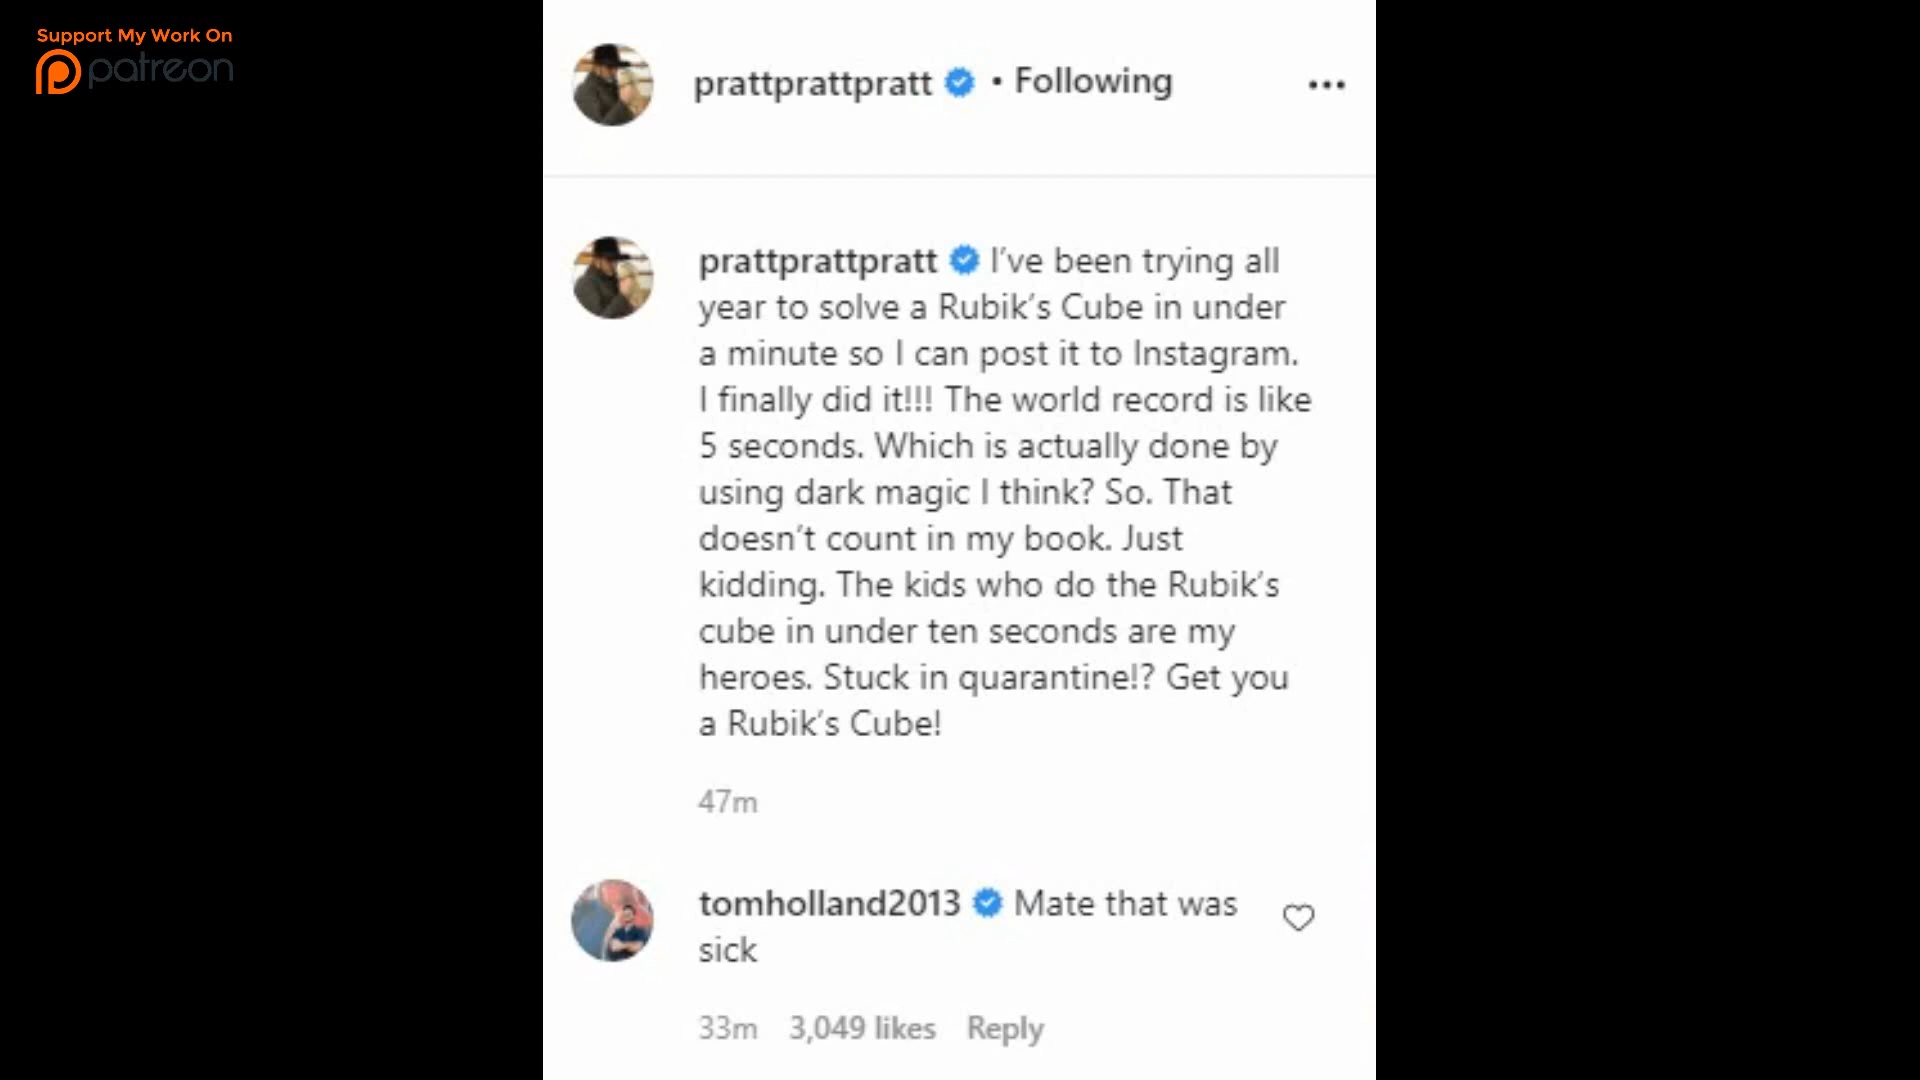 Support My Work On
patreon
prattprattpratt • Following
prattprattpratt I've been trying all
year to solve a Rubik's Cube in under
a minute so I can post it to Instagram.
I finally did it!!! The world record is like
5 seconds. Which is actually done by
using dark magic I think? So. That
doesn't count in my book. Just
kidding. The kids who do the Rubik's
cube in under ten seconds are my
heroes. Stuck in quarantine!? Get you
a Rubik's Cube!
47m
tomholland2013 Mate that was
sick
33m 3,049 likes Reply